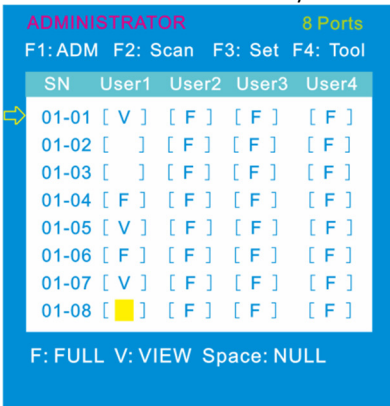 ADMINISTRATOR 8 Ports
F1: ADM F2: Scan F3: Set F4: Tool
SN User1 User2 User3 User4
01-01 [ V ] [ F ] [ F ] [ F ]
01-02 [ ] [ F ] [ F ] [ F ]
01-03 [ ] [ F ] [ F ] [ F ]
01-04 [ F ] [ F ] [ F ] [ F ]
01-05 [ V ] [ F ] [ F ] [ F ]
01-06 [ F ] [ F ] [ F ] [ F ]
01-07 [ V ] [ F ] [ F ] [ F ]
01-08 [ ] [ F ] [ F ] [ F ]
F: FULL V: VIEW Space: NULL